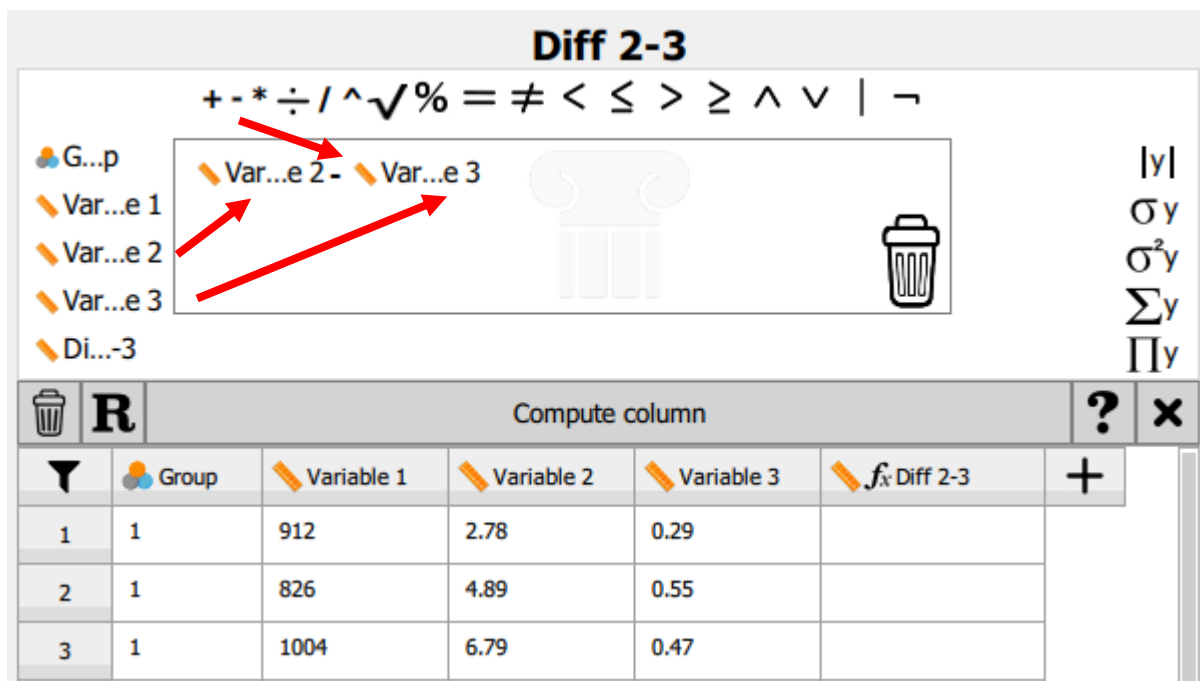 Diff 2-3
+ - * ÷ / ^ √ % = ≠ < ≤ > ≥ ∧ ∨ | ¬
G...p
Var...e 2 - Var...e 3
|y|
Var...e 1
σ y
Var...e 2
σ²y
Var...e 3
∑y
Di...-3
∏y
R Compute column ? ×
Group Variable 1 Variable 2 Variable 3 fx Diff 2-3 +
1 1 912 2.78 0.29
2 1 826 4.89 0.55
3 1 1004 6.79 0.47